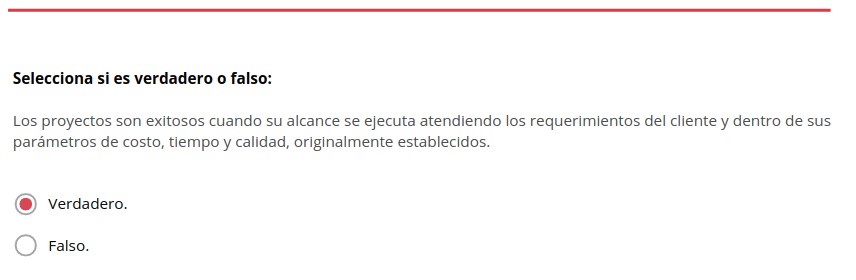 Selecciona si es verdadero o falso:
Los proyectos son exitosos cuando su alcance se ejecuta atendiendo los requerimientos del cliente y dentro de sus
parámetros de costo, tiempo y calidad, originalmente establecidos.
Verdadero.
Falso.